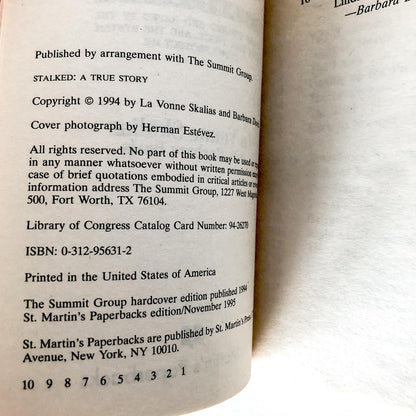 Published by arrangement with The Summit Group.
STALKED: A TRUE STORY
Copyright © 1994 by La Vonne Skalias and Barbara
Cover photograph by Herman Estévez.
All rights reserved. No part of this book may be used or
in any manner whatsoever without written permission
case of brief quotations embodied in critical articles or
information address The Summit Group, 1227 West
500, Fort Worth, TX 76104.
Library of Congress Catalog Card Number: 94-26270
ISBN: 0-312-95631-2
Printed in the United States of America
The Summit Group hardcover edition published 1994
St. Martin's Paperbacks edition/November 1995
St. Martin's Paperbacks are published by St. Martin's
Avenue, New York, NY 10010.
10 9 8 7 6 5 4 3 2 1
—Barbara